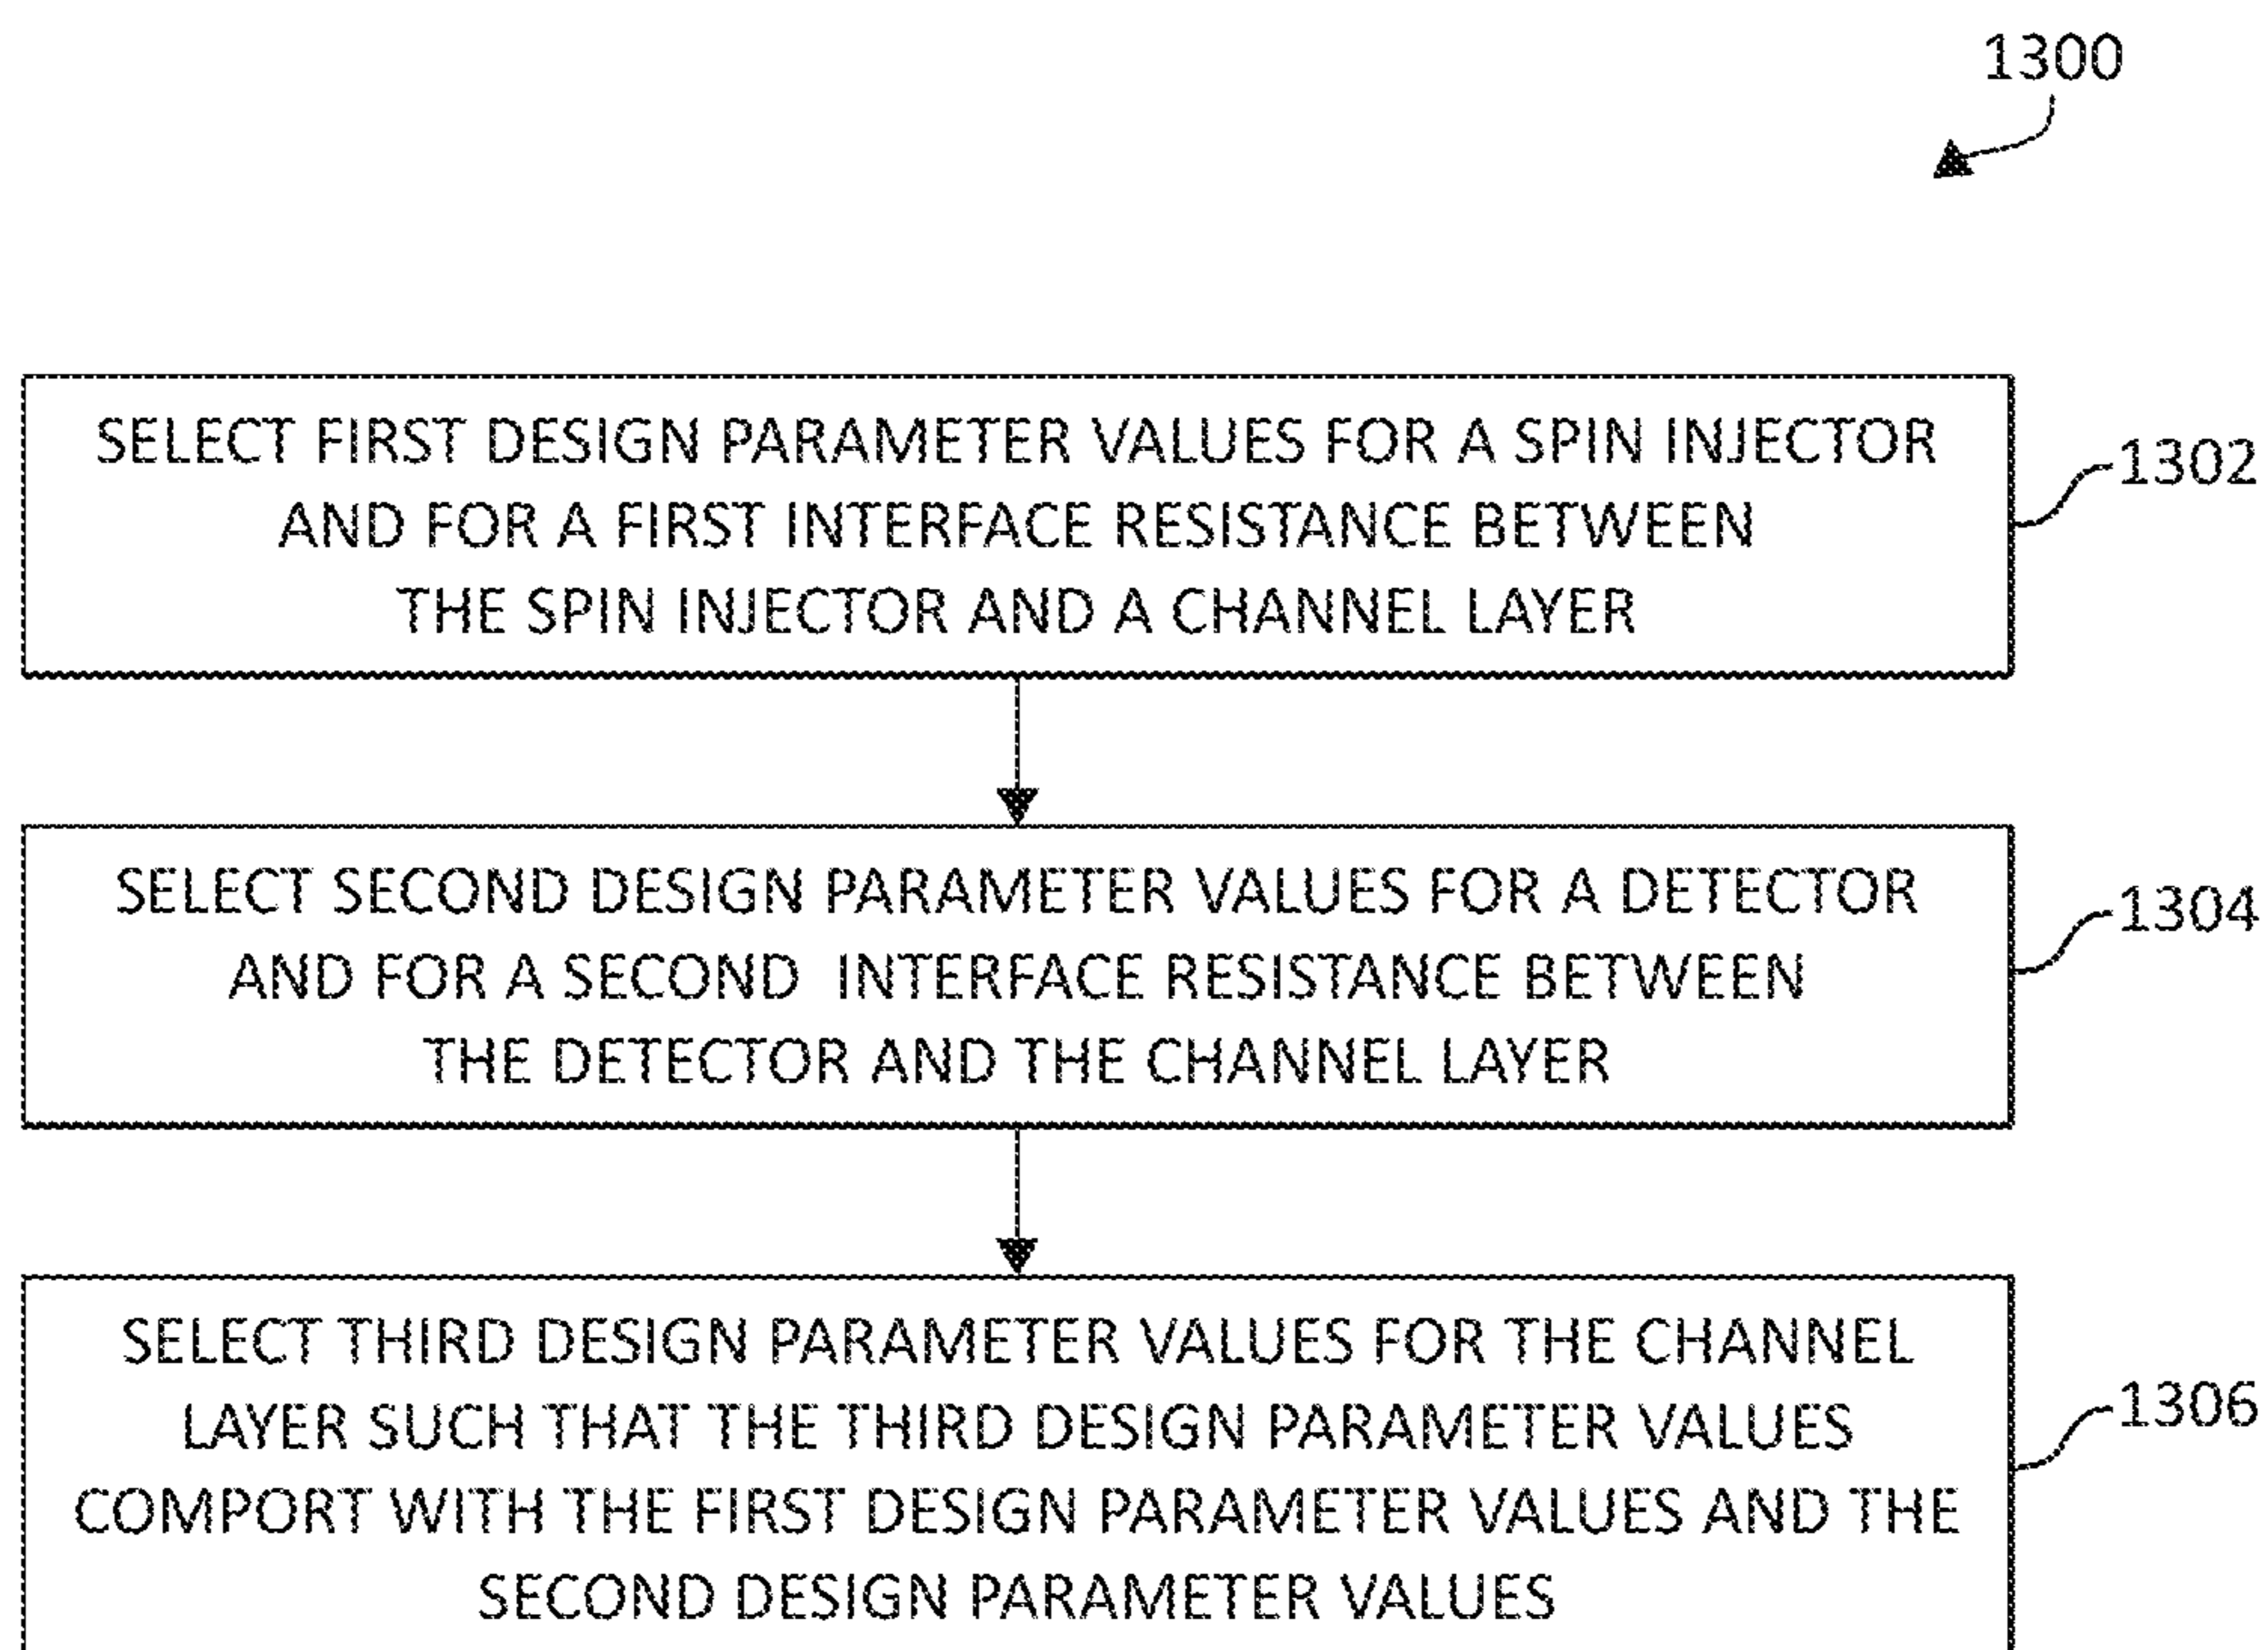 1300
SELECT FIRST DESIGN PARAMETER VALUES FOR A SPIN INJECTOR
AND FOR A FIRST INTERFACE RESISTANCE BETWEEN
THE SPIN INJECTOR AND A CHANNEL LAYER
1302
SELECT SECOND DESIGN PARAMETER VALUES FOR A DETECTOR
AND FOR A SECOND INTERFACE RESISTANCE BETWEEN
THE DETECTOR AND THE CHANNEL LAYER
1304
SELECT THIRD DESIGN PARAMETER VALUES FOR THE CHANNEL
LAYER SUCH THAT THE THIRD DESIGN PARAMETER VALUES
COMPORT WITH THE FIRST DESIGN PARAMETER VALUES AND THE
SECOND DESIGN PARAMETER VALUES
1306